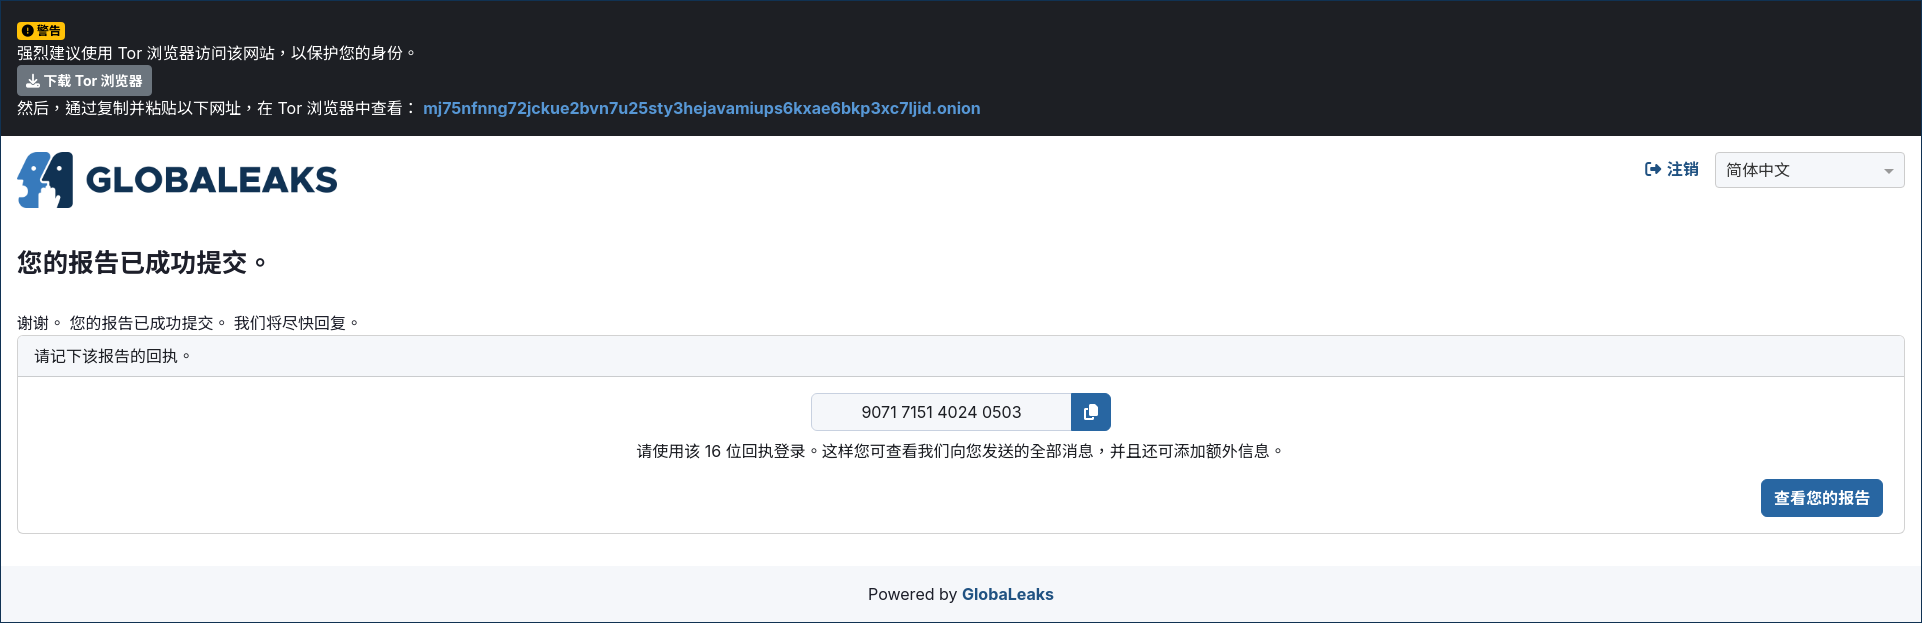 警告
强烈建议使用 Tor 浏览器访问该网站，以保护您的身份。
下载 Tor 浏览器
然后，通过复制并粘贴以下网址，在 Tor 浏览器中查看： mj75nfnng72jckue2bvn7u25sty3hejavamiups6kxae6bkp3xc7ljid.onion
GLOBALEAKS
注销
简体中文
您的报告已成功提交。
谢谢。 您的报告已成功提交。 我们将尽快回复。
请记下该报告的回执。
9071 7151 4024 0503
请使用该 16 位回执登录。这样您可查看我们向您发送的全部消息，并且还可添加额外信息。
查看您的报告
Powered by GlobaLeaks